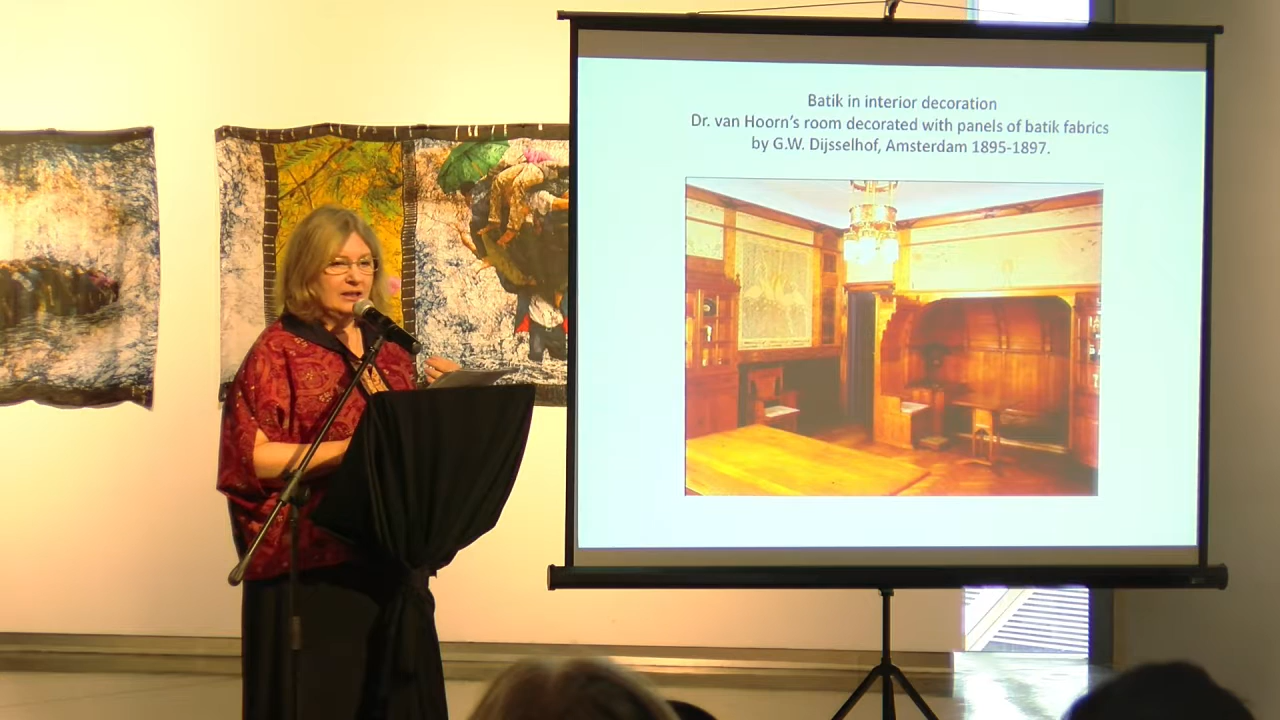 Batik in interior decoration
Dr. van Hoorn's room decorated with panels of batik fabrics
by G.W. Dijsselhof, Amsterdam 1895-1897.